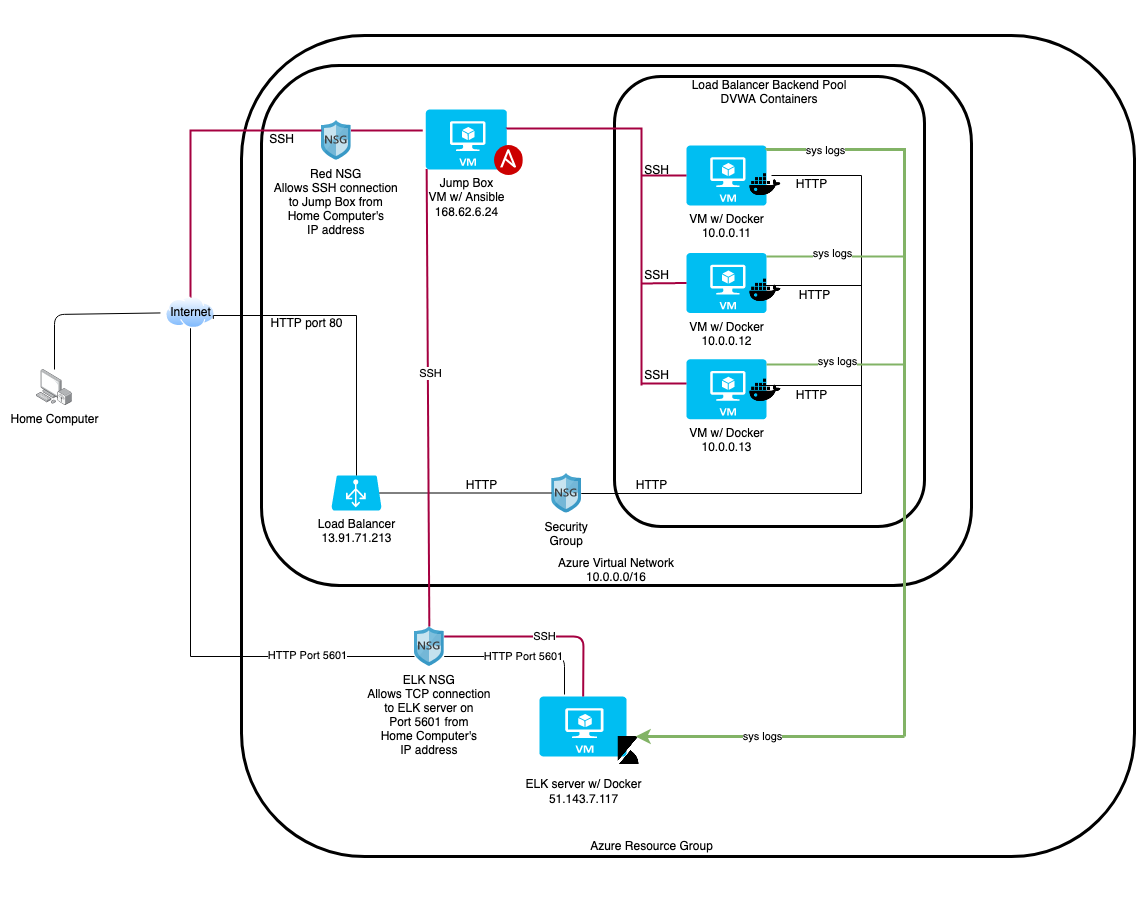 Load Balancer Backend Pool
DVWA Containers
SSH
NSG
Red NSG
Allows SSH connection
to Jump Box from
Home Computer's
IP address
VM
Jump Box
VM w/ Ansible
168.62.6.24
SSH
VM
sys logs
HTTP
VM w/ Docker
10.0.0.11
SSH
VM
sys logs
HTTP
VM w/ Docker
10.0.0.12
SSH
VM
sys logs
HTTP
VM w/ Docker
10.0.0.13
Internet
HTTP port 80
Home Computer
SSH
Load Balancer
13.91.71.213
HTTP
NSG
Security
Group
HTTP
Azure Virtual Network
10.0.0.0/16
HTTP Port 5601
NSG
SSH
HTTP Port 5601
ELK NSG
Allows TCP connection
to ELK server on
Port 5601 from
Home Computer's
IP address
VM
sys logs
ELK server w/ Docker
51.143.7.117
Azure Resource Group